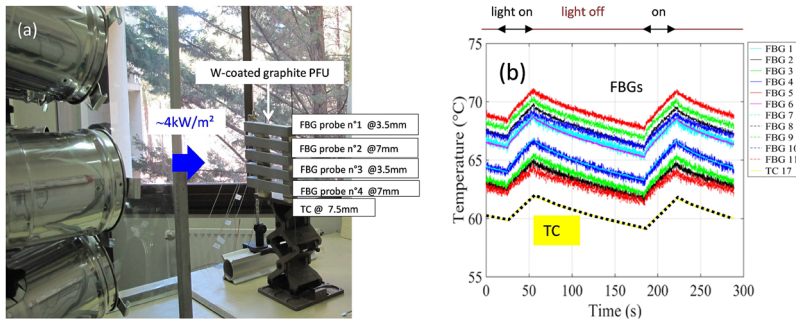 (a)
W-coated graphite PFU
~4kW/m²
FBG probe n°1 @3.5mm
FBG probe n°2 @7mm
FBG probe n°3 @3.5mm
FBG probe n°4 @7mm
TC @ 7.5mm
light on
light off
on
(b)
FBGs
TC
Temperature (°C)
75
70
65
60
55
0
50
100
150
200
250
300
Time (s)
FBG 1
FBG 2
FBG 3
FBG 4
FBG 5
FBG 6
FBG 7
FBG 8
FBG 9
FBG 10
FBG 11
TC 17